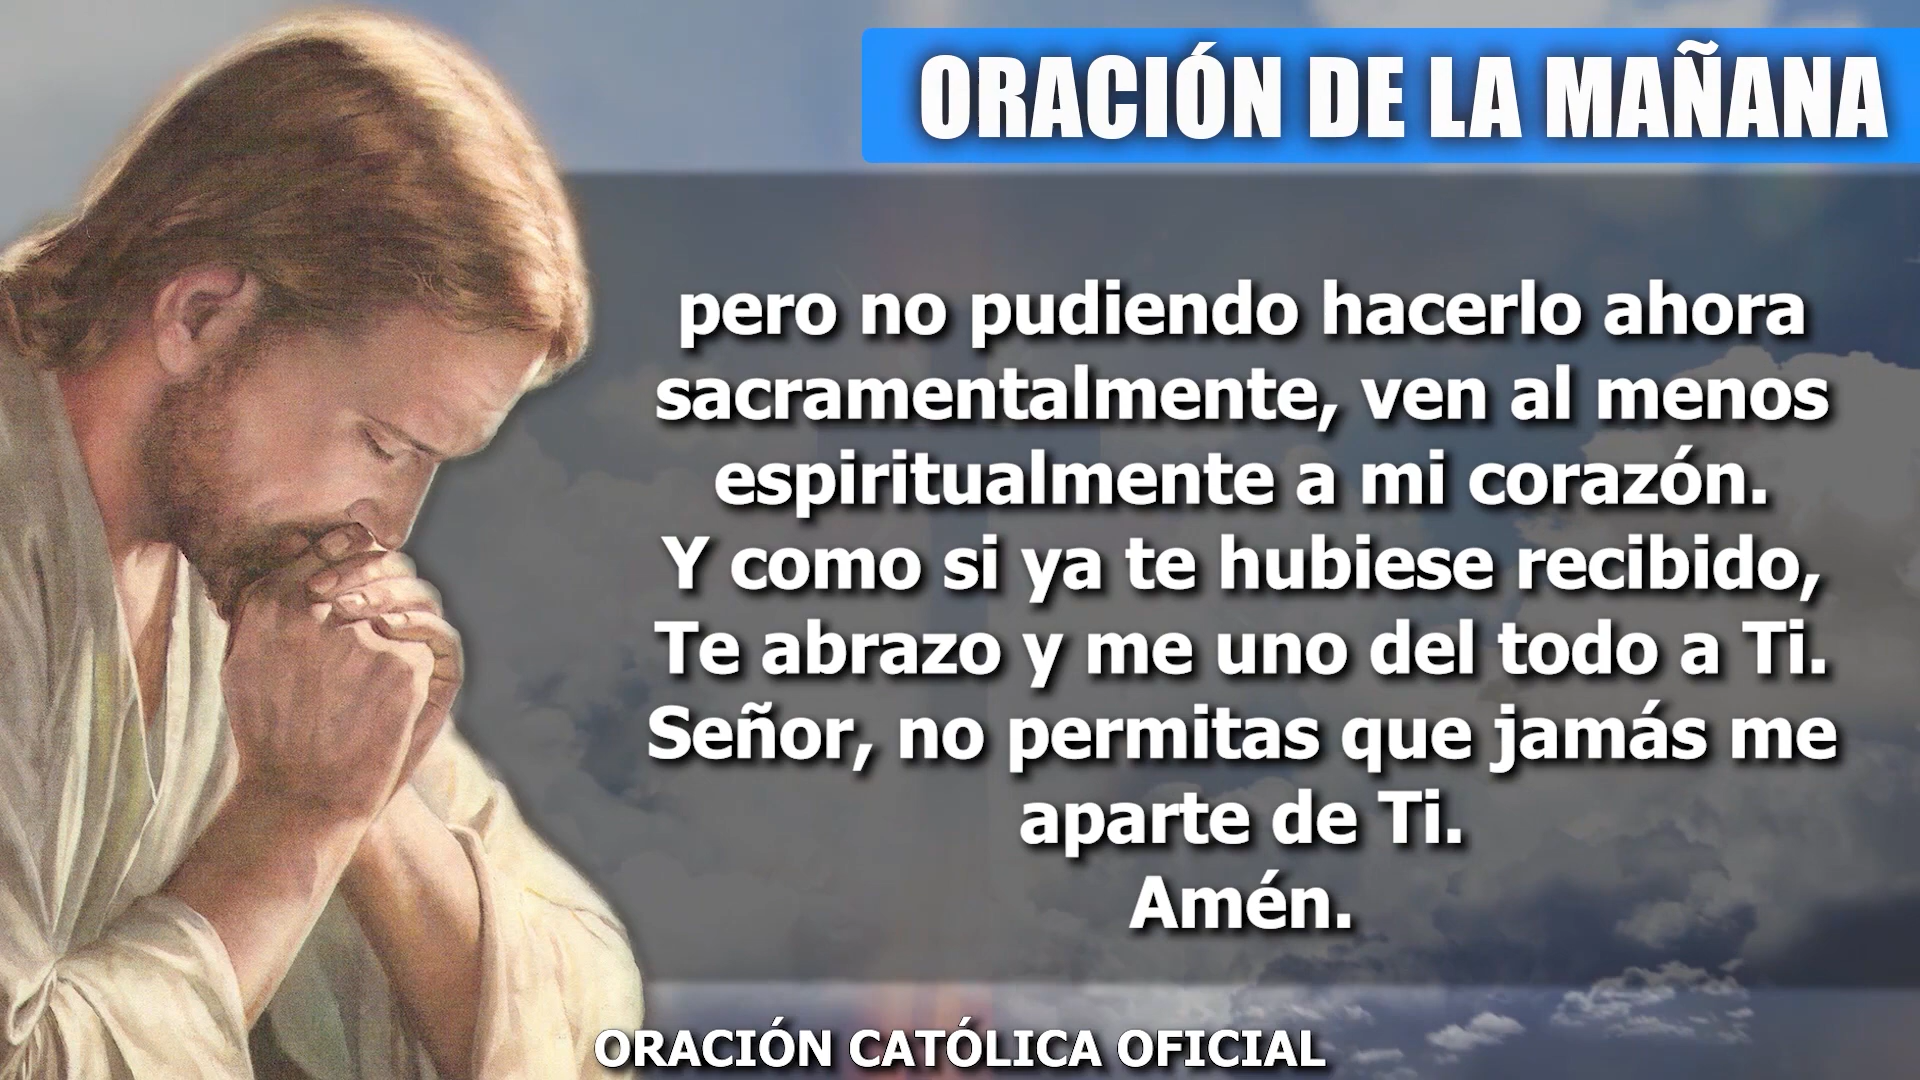 ORACIÓN DE LA MAÑANA
pero no pudiendo hacerlo ahora
sacramentalmente, ven al menos
espiritualmente a mi corazón.
Y como si ya te hubiese recibido,
Te abrazo y me uno del todo a Ti.
Señor, no permitas que jamás me
aparte de Ti.
Amén.
ORACIÓN CATÓLICA OFICIAL